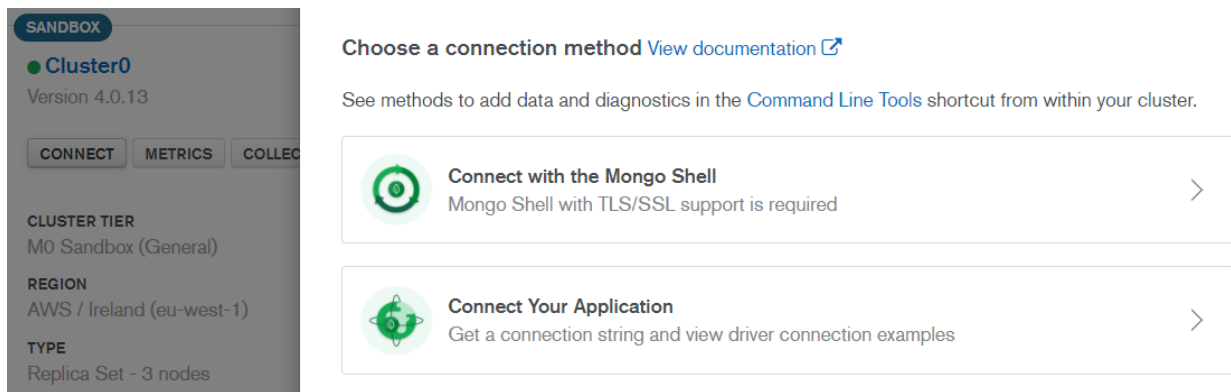 SANDBOX
Cluster0
Version 4.0.13
CONNECT METRICS COLLEC
CLUSTER TIER
M0 Sandbox (General)
REGION
AWS / Ireland (eu-west-1)
TYPE
Replica Set - 3 nodes
Choose a connection method View documentation
See methods to add data and diagnostics in the Command Line Tools shortcut from within your cluster.
Connect with the Mongo Shell
Mongo Shell with TLS/SSL support is required
Connect Your Application
Get a connection string and view driver connection examples